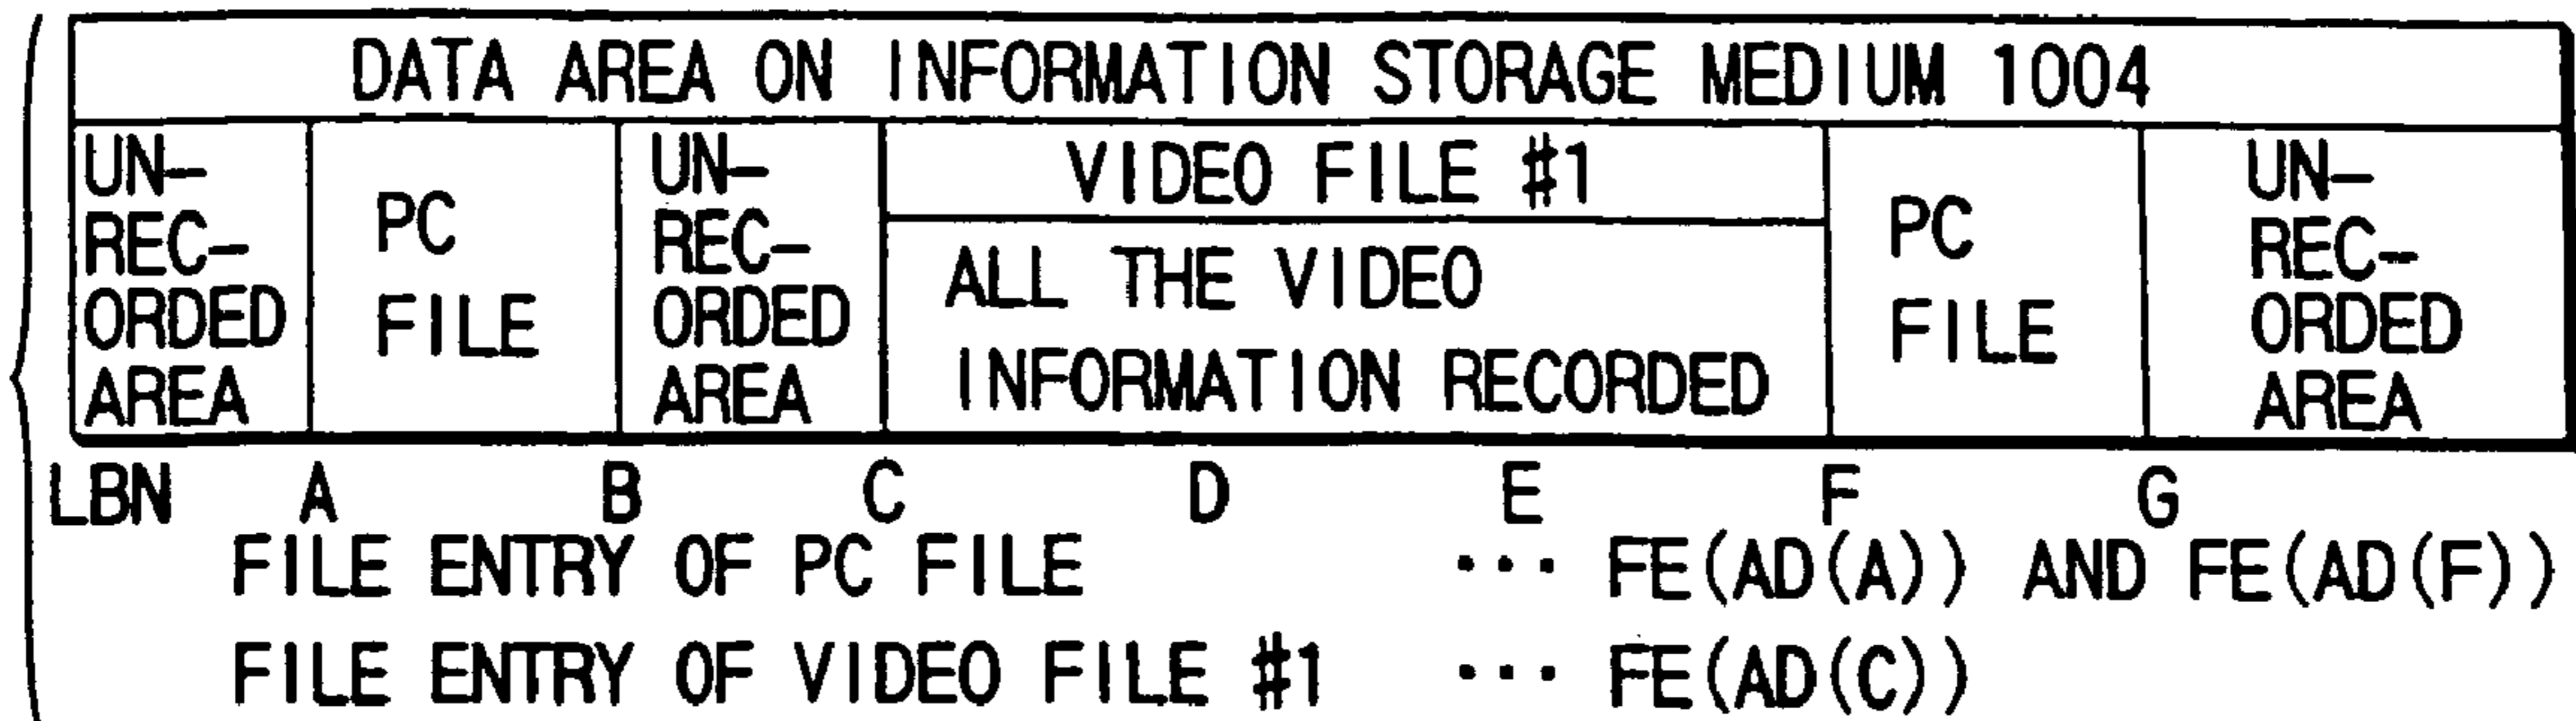 DATA AREA ON INFORMATION STORAGE MEDIUM 1004
UN-
REC-
ORDED
AREA
PC
FILE
UN-
REC-
ORDED
AREA
VIDEO FILE #1
ALL THE VIDEO
INFORMATION RECORDED
PC
FILE
UN-
REC-
ORDED
AREA
LBN A B C D E F G
FILE ENTRY OF PC FILE ··· FE(AD(A)) AND FE(AD(F))
FILE ENTRY OF VIDEO FILE #1 ··· FE(AD(C))